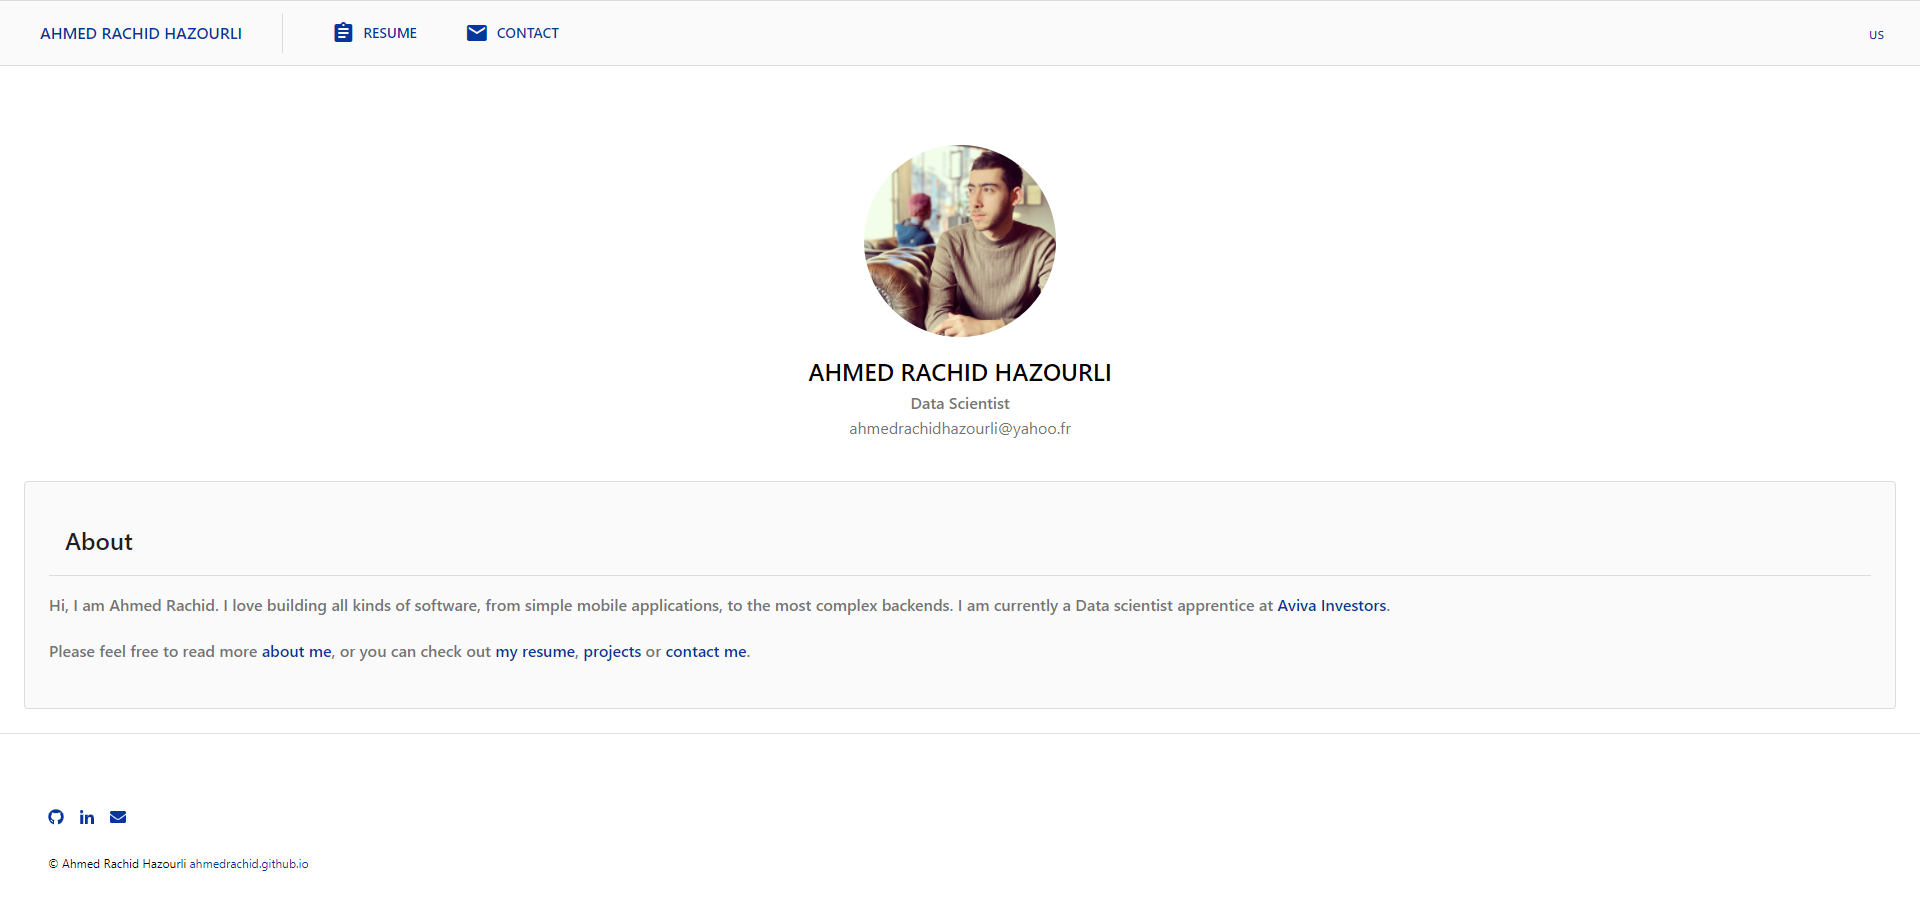 AHMED RACHID HAZOURLI
RESUME
CONTACT
US
AHMED RACHID HAZOURLI
Data Scientist
ahmedrachidhazourli@yahoo.fr
About
Hi, I am Ahmed Rachid. I love building all kinds of software, from simple mobile applications, to the most complex backends. I am currently a Data scientist apprentice at Aviva Investors.
Please feel free to read more about me, or you can check out my resume, projects or contact me.
© Ahmed Rachid Hazourli ahmedrachid.github.io